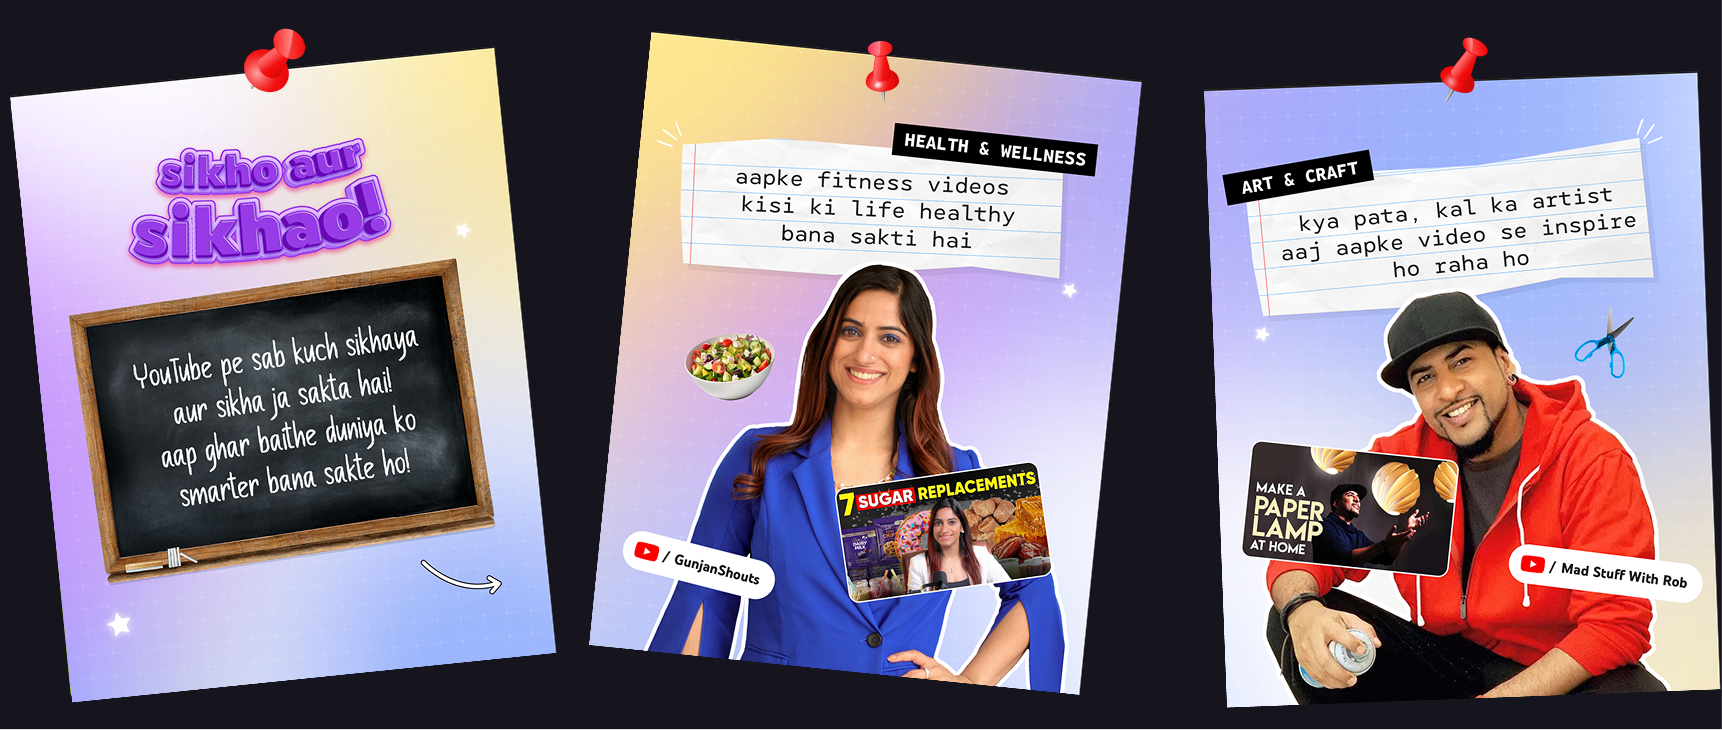 sikho aur
sikhao!
YouTube pe sab kuch sikhaya
aur sikha ja sakta hai!
aap ghar baithe duniya ko
smarter bana sakte ho!
HEALTH & WELLNESS
aapke fitness videos
kisi ki life healthy
bana sakti hai
7 SUGAR REPLACEMENTS
DAIRY
MILK
/ GunjanShouts
ART & CRAFT
kya pata, kal ka artist
aaj aapke video se inspire
ho raha ho
MAKE A
PAPER
LAMP
AT HOME
/ Mad Stuff With Rob